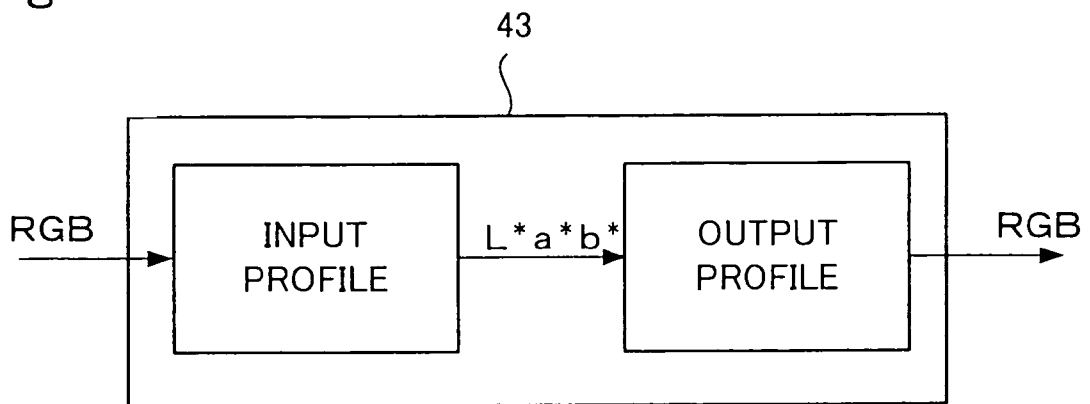 43
RGB
INPUT
PROFILE
L*a*b*
OUTPUT
PROFILE
RGB